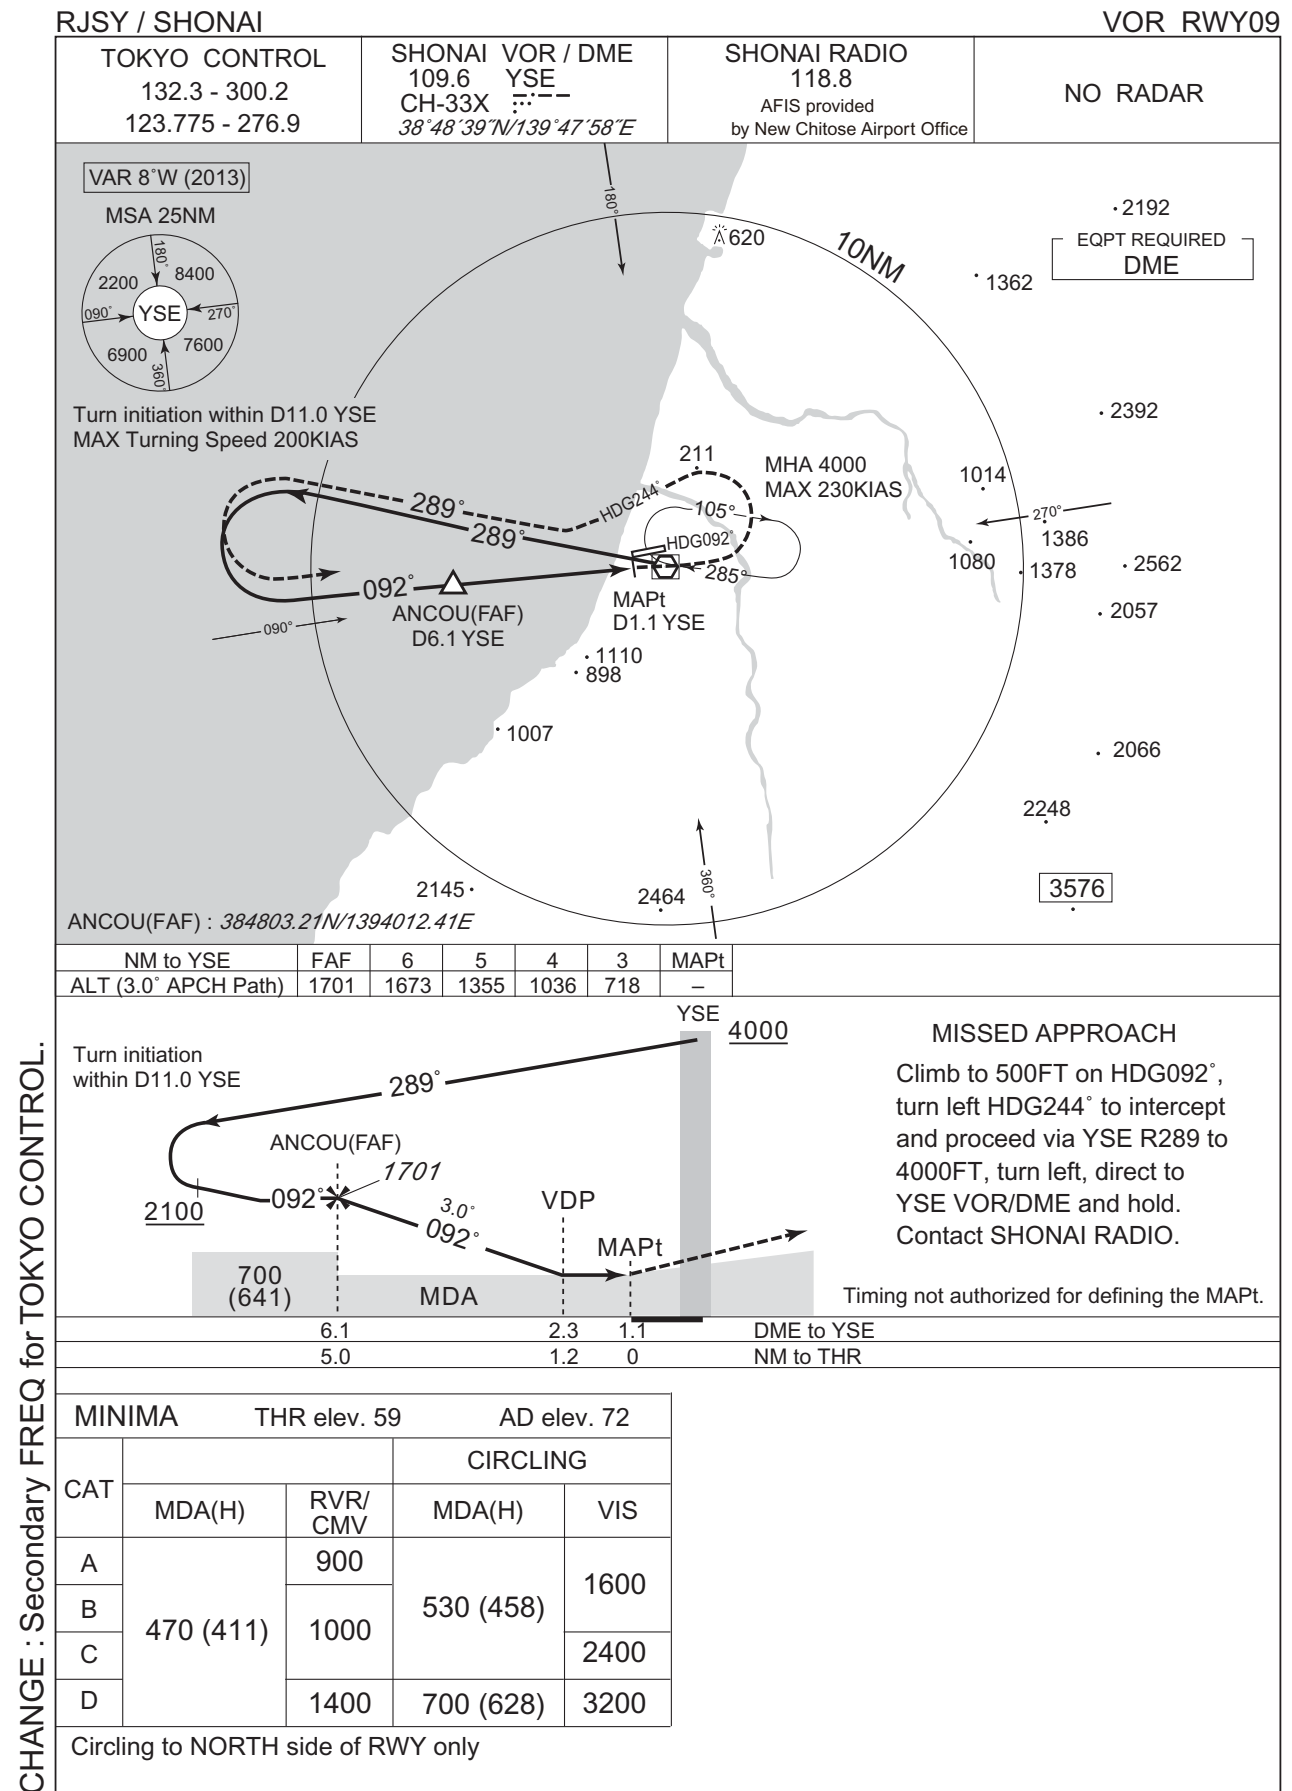 RJSY / SHONAI
VOR RWY09
TOKYO CONTROL
132.3 - 300.2
123.775 - 276.9
SHONAI VOR / DME
109.6 YSE
CH-33X
38˚48´39˝N/139˚47´58˝E
SHONAI RADIO
118.8
AFIS provided
by New Chitose Airport Office
NO RADAR
VAR 8˚W (2013)
MSA 25NM
180˚
2200
8400
090˚
YSE
270˚
6900
7600
360˚
Turn initiation within D11.0 YSE
MAX Turning Speed 200KIAS
180˚
620
10NM
2192
EQPT REQUIRED
DME
1362
2392
211
MHA 4000
MAX 230KIAS
1014
289˚
HDG244˚
105˚
270˚
289˚
HDG092˚
1386
1080
1378
2562
285˚
092˚
ANCOU(FAF)
D6.1 YSE
MAPt
D1.1 YSE
2057
090˚
1110
898
1007
2066
2248
360˚
2145
2464
3576
ANCOU(FAF) : 384803.21N/1394012.41E
NM to YSE FAF 6 5 4 3 MAPt
ALT (3.0˚ APCH Path) 1701 1673 1355 1036 718 –
YSE
4000
Turn initiation
within D11.0 YSE
289˚
ANCOU(FAF)
1701
2100
092˚
3.0˚
092˚
VDP
MAPt
700
(641)
MDA
MISSED APPROACH
Climb to 500FT on HDG092˚,
turn left HDG244˚ to intercept
and proceed via YSE R289 to
4000FT, turn left, direct to
YSE VOR/DME and hold.
Contact SHONAI RADIO.
Timing not authorized for defining the MAPt.
6.1 2.3 1.1 DME to YSE
5.0 1.2 0 NM to THR
MINIMA THR elev. 59 AD elev. 72
CAT
CIRCLING
MDA(H)
RVR/
CMV
MDA(H)
VIS
A
900
B
1000
C
D
1400
470 (411)
530 (458)
1600
2400
700 (628)
3200
Circling to NORTH side of RWY only
CHANGE : Secondary FREQ for TOKYO CONTROL.